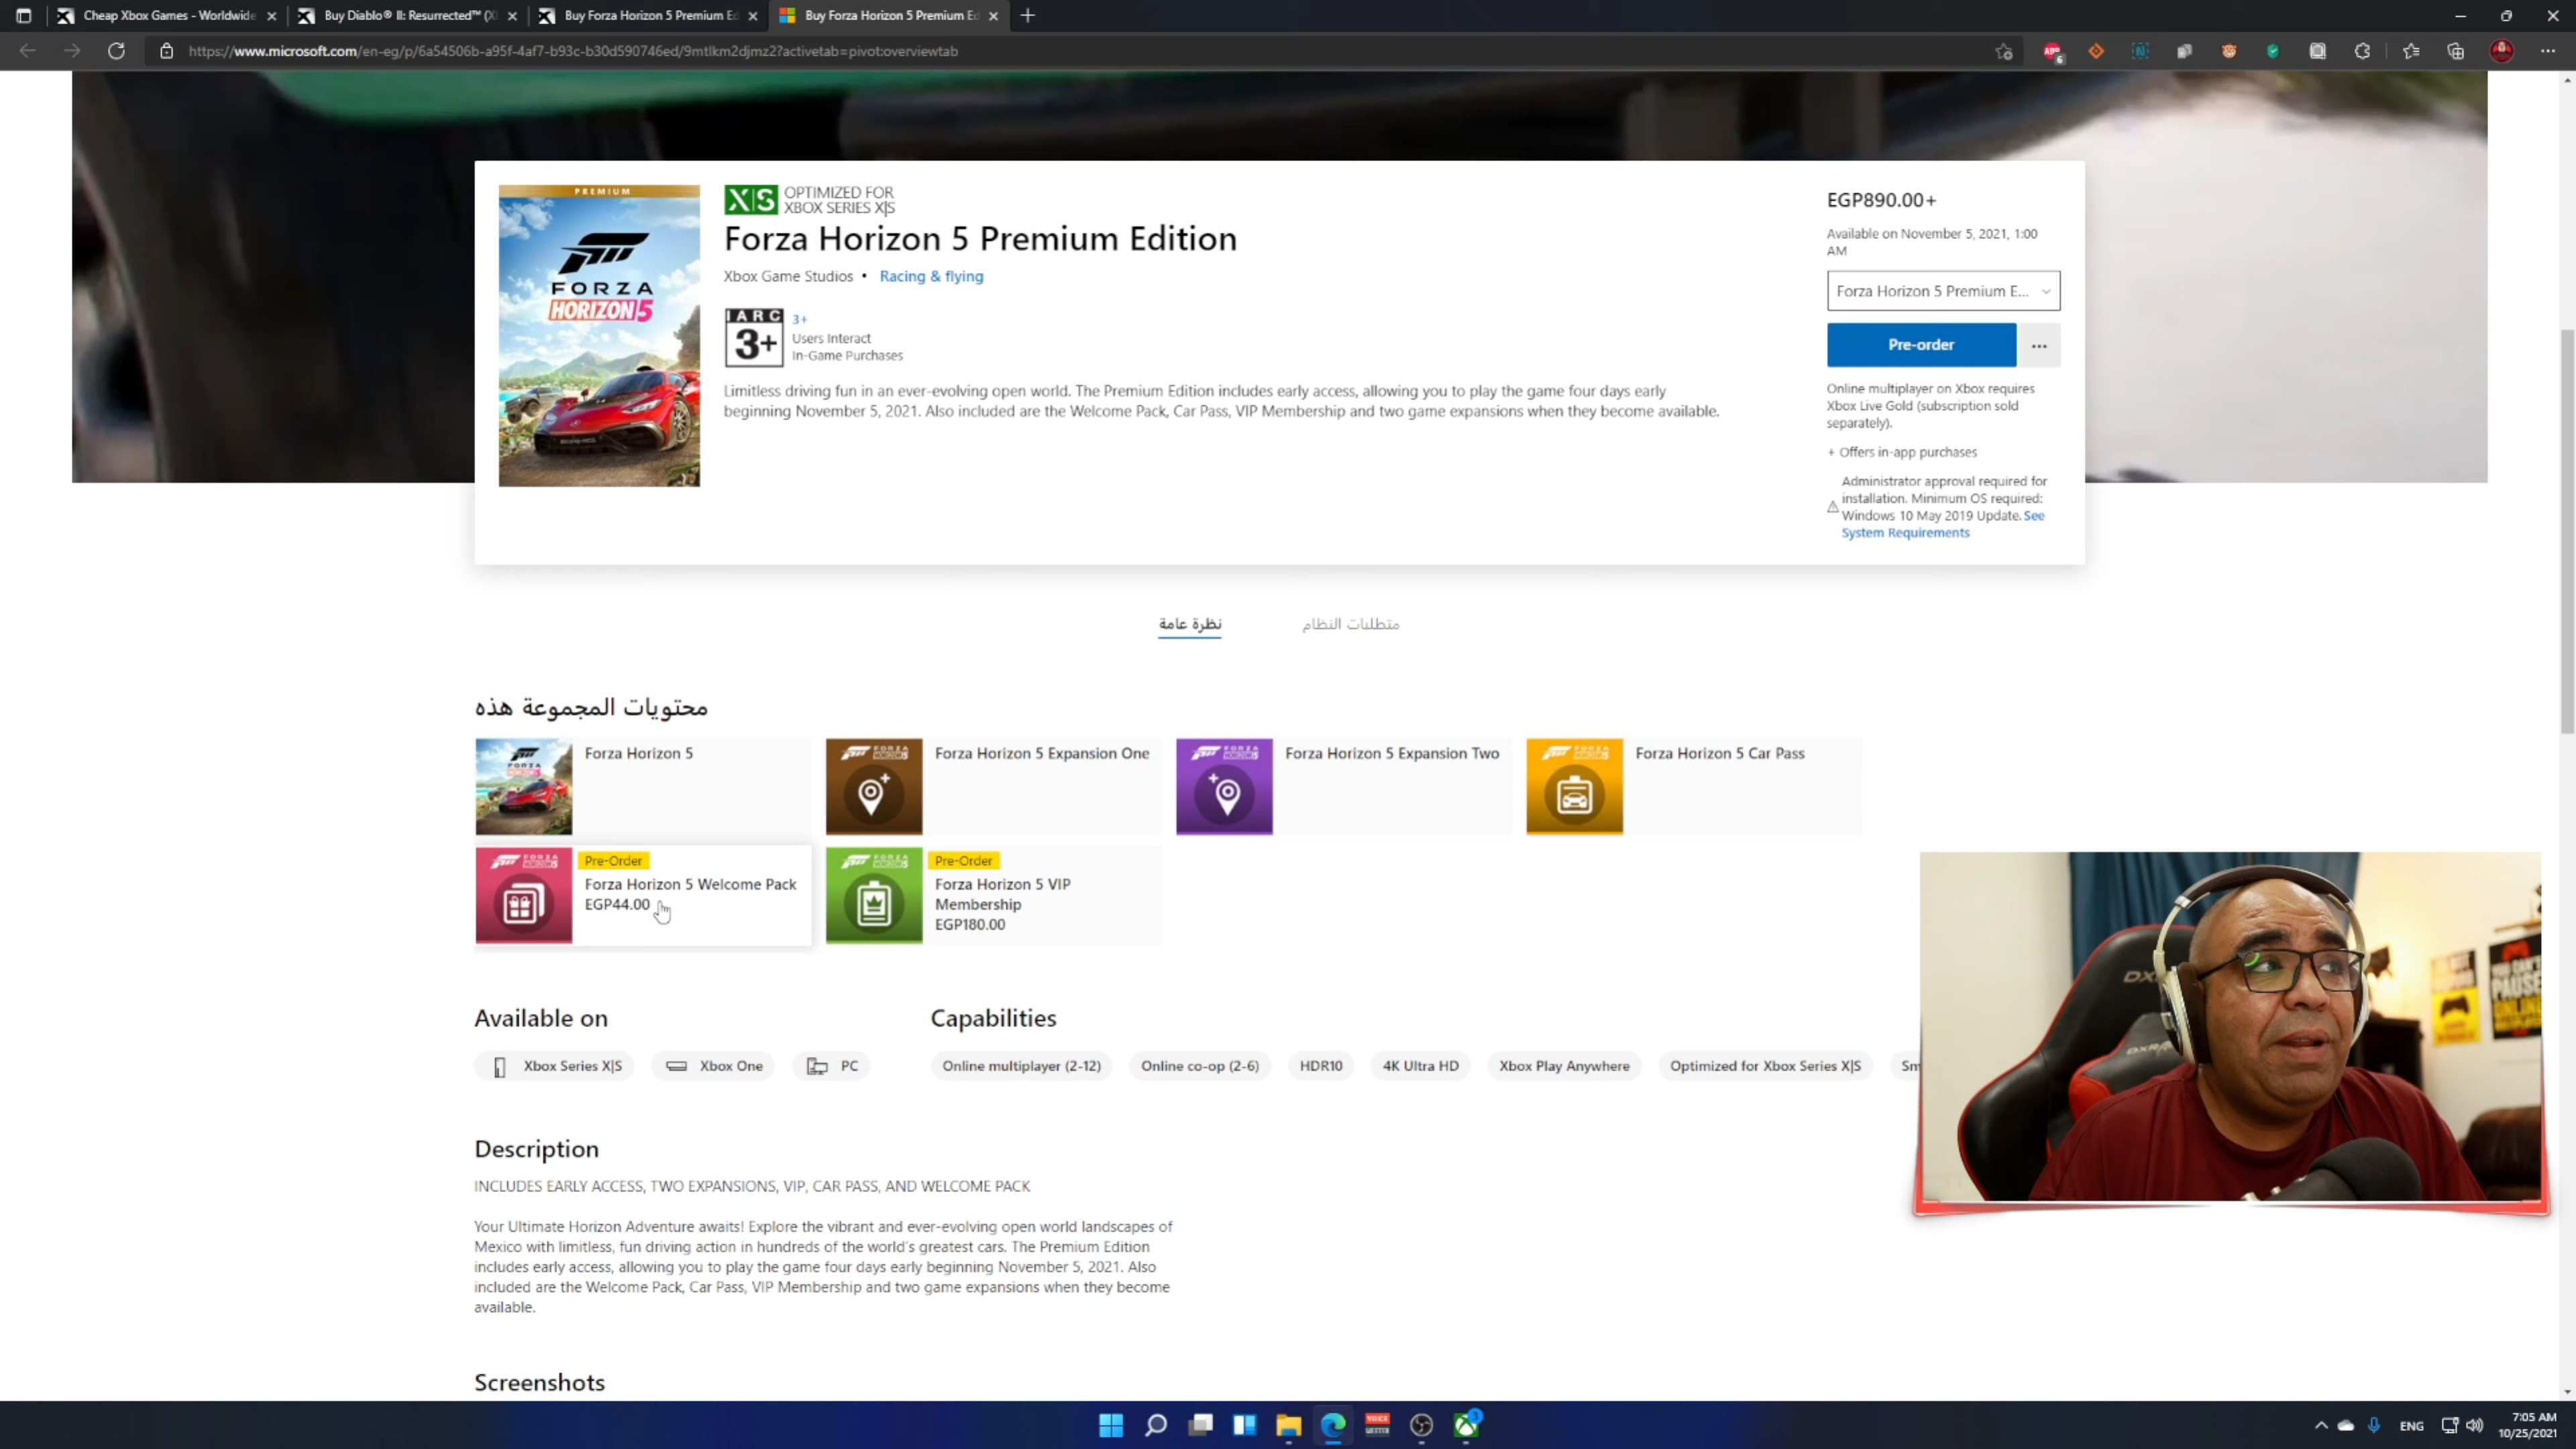 Cheap Xbox Games - Worldwide
Buy Diablo® II: Resurrected™ (X
Buy Forza Horizon 5 Premium Ed
Buy Forza Horizon 5 Premium Ed
https://www.microsoft.com/en-eg/p/6a54506b-a95f-4af7-b93c-b30d590746ed/9mtlkm2djmz2?activetab=pivot:overviewtab
ABP
6
PREMIUM
FORZA
HORIZON 5
X|S OPTIMIZED FOR
XBOX SERIES X|S
Forza Horizon 5 Premium Edition
Xbox Game Studios • Racing & flying
IARC
3+
3+
Users Interact
In-Game Purchases
Limitless driving fun in an ever-evolving open world. The Premium Edition includes early access, allowing you to play the game four days early
beginning November 5, 2021. Also included are the Welcome Pack, Car Pass, VIP Membership and two game expansions when they become available.
EGP890.00+
Available on November 5, 2021, 1:00
AM
Forza Horizon 5 Premium E...
Pre-order
...
Online multiplayer on Xbox requires
Xbox Live Gold (subscription sold
separately).
+ Offers in-app purchases
Administrator approval required for
installation. Minimum OS required:
Windows 10 May 2019 Update. See
System Requirements
نظرة عامة
متطلبات النظام
محتويات المجموعة هذه
Forza Horizon 5
Forza Horizon 5 Expansion One
Forza Horizon 5 Expansion Two
Forza Horizon 5 Car Pass
Pre-Order
Forza Horizon 5 Welcome Pack
EGP44.00
Pre-Order
Forza Horizon 5 VIP
Membership
EGP180.00
Available on
Xbox Series X|S
Xbox One
PC
Capabilities
Online multiplayer (2-12)
Online co-op (2-6)
HDR10
4K Ultra HD
Xbox Play Anywhere
Optimized for Xbox Series X|S
Sm
Description
INCLUDES EARLY ACCESS, TWO EXPANSIONS, VIP, CAR PASS, AND WELCOME PACK
Your Ultimate Horizon Adventure awaits! Explore the vibrant and ever-evolving open world landscapes of
Mexico with limitless, fun driving action in hundreds of the world's greatest cars. The Premium Edition
includes early access, allowing you to play the game four days early beginning November 5, 2021. Also
included are the Welcome Pack, Car Pass, VIP Membership and two game expansions when they become
available.
Screenshots
ENG
7:05 AM
10/25/2021